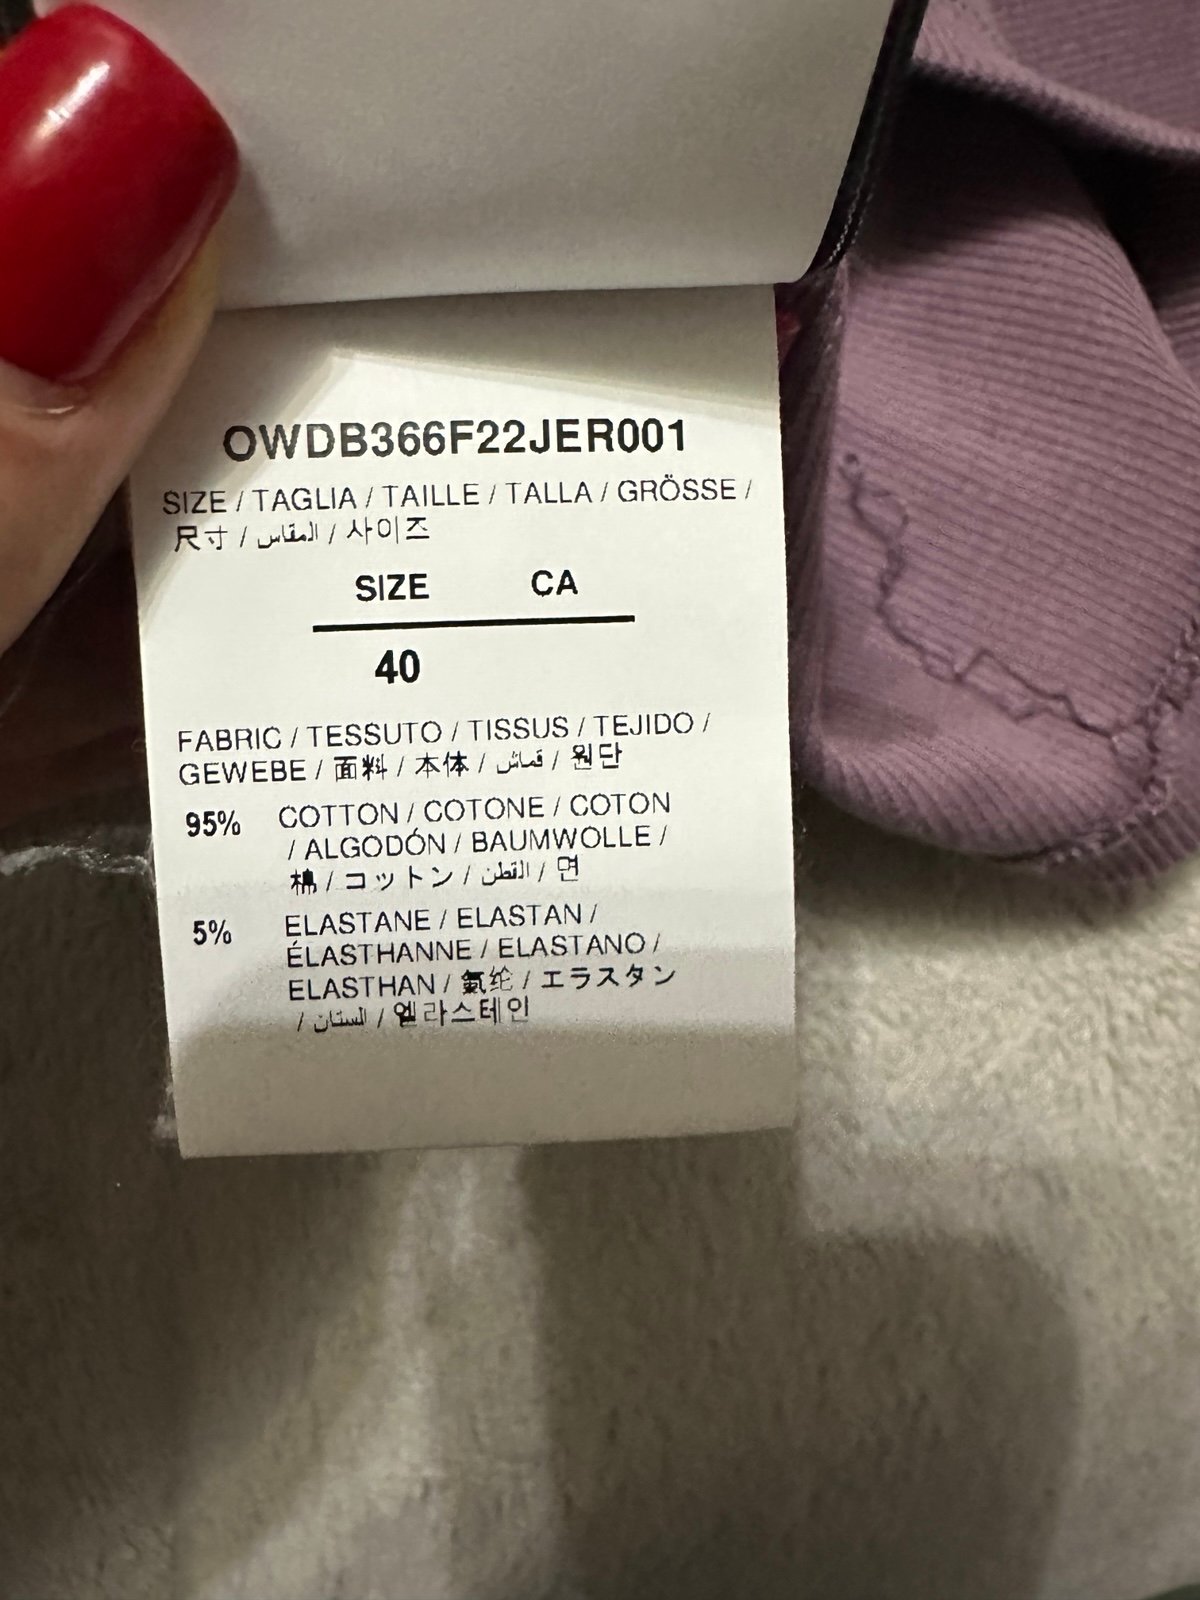 OWDB366F22JER001
SIZE / TAGLIA / TAILLE / TALLA / GRÖSSE /
尺寸 / المقاس / 사이즈
SIZE CA
40
FABRIC / TESSUTO / TISSUS / TEJIDO /
GEWEBE / 面料 / 本体 / قماش / 원단
95% COTTON / COTONE / COTON
/ ALGODÓN / BAUMWOLLE /
棉 / コットン / القطن / 면
5% ELASTANE / ELASTAN /
ÉLASTHANNE / ELASTANO /
ELASTHAN / 氨纶 / エラスタン
/ الستان / 엘라스테인